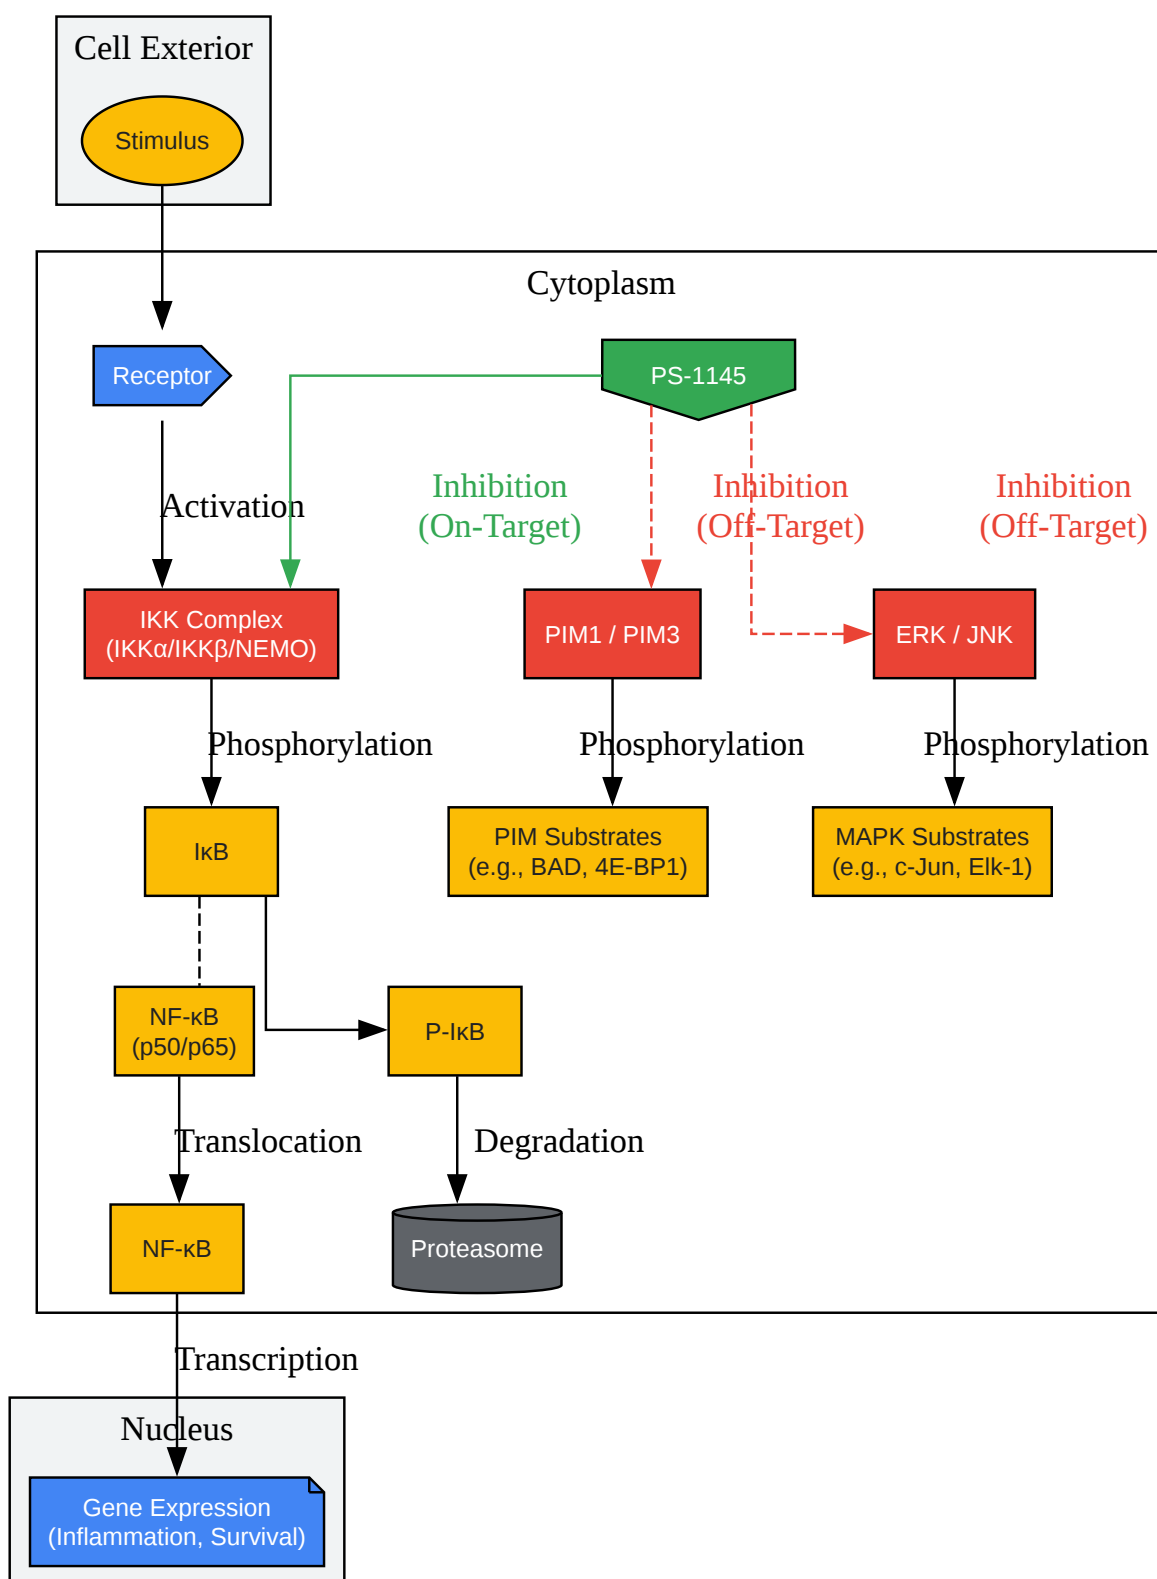 Cell Exterior
Stimulus
Cytoplasm
Receptor
PS-1145
Activation
Inhibition
(On-Target)
Inhibition
(Off-Target)
Inhibition
(Off-Target)
IKK Complex
(IKKα/IKKβ/NEMO)
PIM1 / PIM3
ERK / JNK
Phosphorylation
Phosphorylation
Phosphorylation
IκB
PIM Substrates
(e.g., BAD, 4E-BP1)
MAPK Substrates
(e.g., c-Jun, Elk-1)
NF-κB
(p50/p65)
P-IκB
Translocation
Degradation
NF-κB
Proteasome
Transcription
Nucleus
Gene Expression
(Inflammation, Survival)